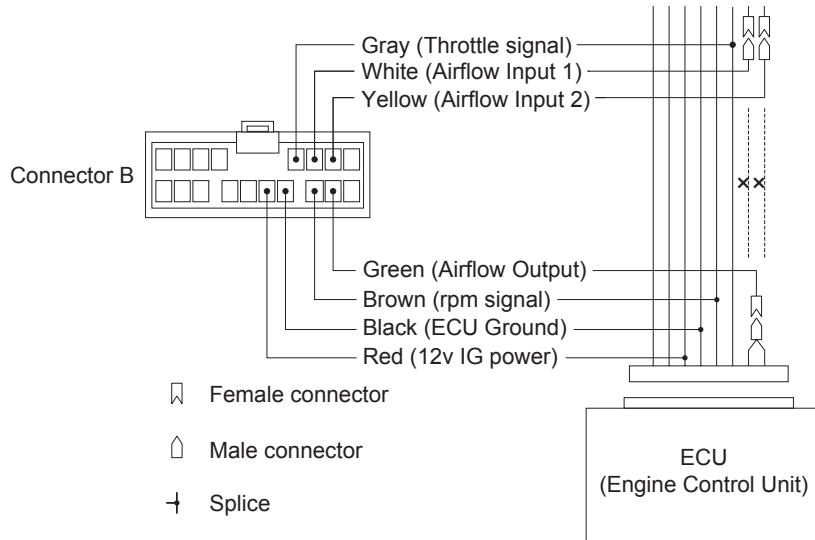 Gray (Throttle signal)
White (Airflow Input 1)
Yellow (Airflow Input 2)
Connector B
Green (Airflow Output)
Brown (rpm signal)
Black (ECU Ground)
Red (12v IG power)
Female connector
Male connector
Splice
ECU
(Engine Control Unit)